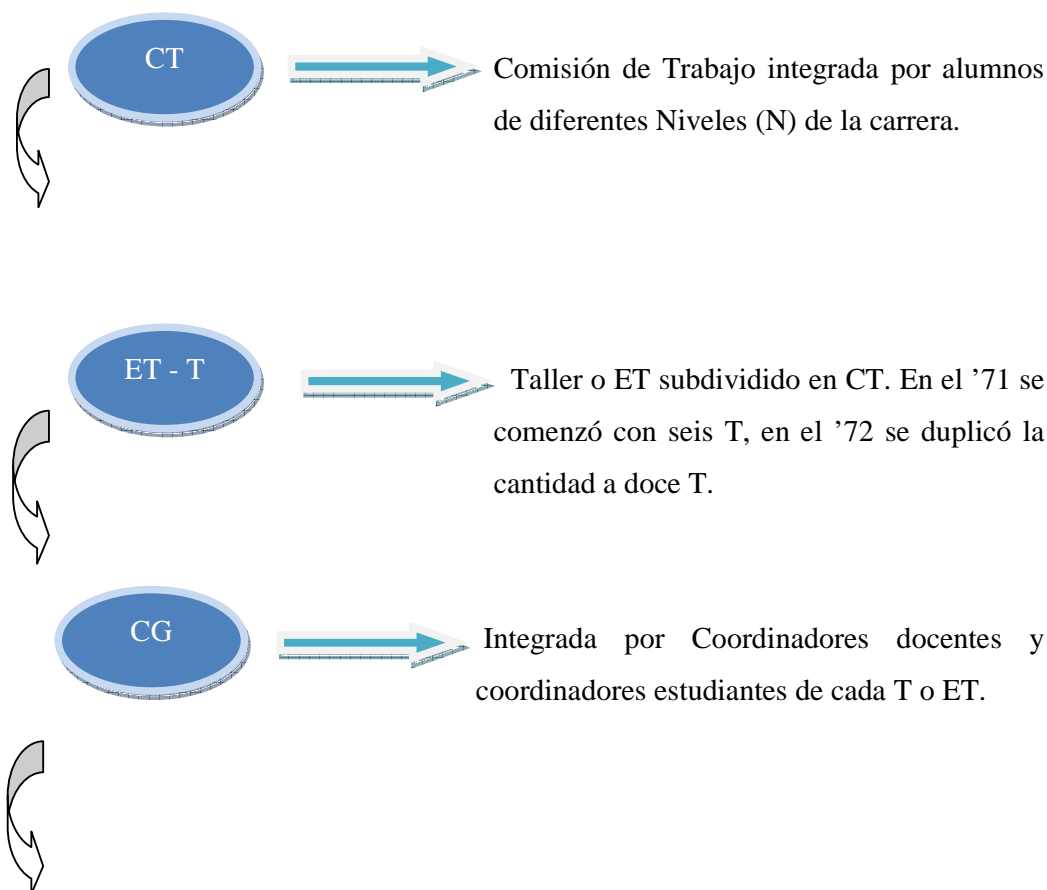 CT
Comisión de Trabajo integrada por alumnos
de diferentes Niveles (N) de la carrera.
ET - T
Taller o ET subdividido en CT. En el ’71 se
comenzó con seis T, en el ’72 se duplicó la
cantidad a doce T.
CG
Integrada por Coordinadores docentes y
coordinadores estudiantes de cada T o ET.